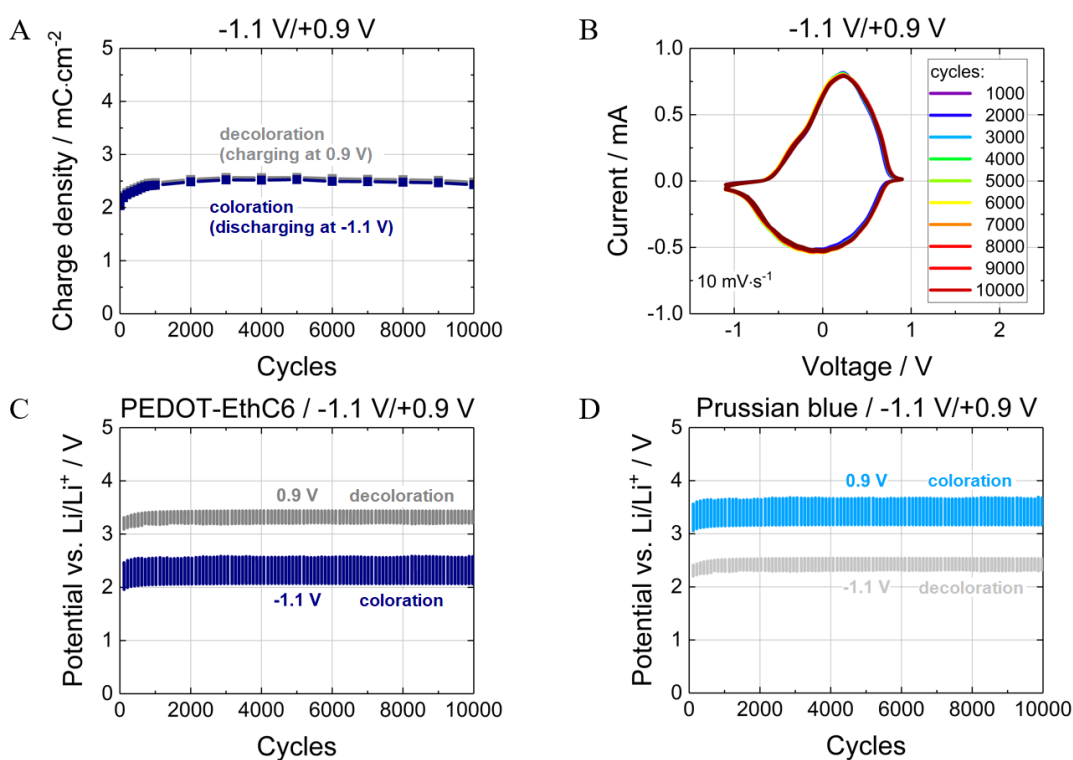 A
-1.1 V/+0.9 V
Charge density / mC·cm⁻²
5
4
3
2
1
0
decoloration
(charging at 0.9 V)
coloration
(discharging at -1.1 V)
0 2000 4000 6000 8000 10000
Cycles
B
-1.1 V/+0.9 V
Current / mA
1.0
0.5
0.0
-0.5
-1.0
cycles:
1000
2000
3000
4000
5000
6000
7000
8000
9000
10000
10 mV·s⁻¹
-1 0 1 2
Voltage / V
C
PEDOT-EthC6 / -1.1 V/+0.9 V
Potential vs. Li/Li⁺ / V
5
4
3
2
1
0
0.9 V decoloration
-1.1 V coloration
0 2000 4000 6000 8000 10000
Cycles
D
Prussian blue / -1.1 V/+0.9 V
Potential vs. Li/Li⁺ / V
5
4
3
2
1
0
0.9 V coloration
-1.1 V decoloration
0 2000 4000 6000 8000 10000
Cycles